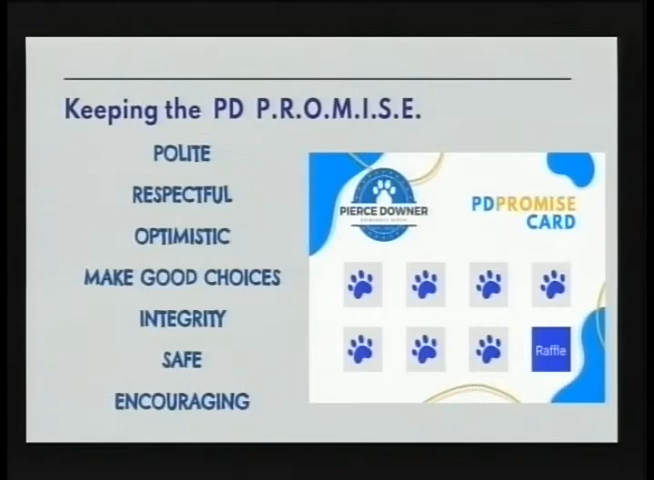 Keeping the PD P.R.O.M.I.S.E.
POLITE
RESPECTFUL
OPTIMISTIC
MAKE GOOD CHOICES
INTEGRITY
SAFE
ENCOURAGING
PIERCE DOWNER
PDPROMISE
CARD
Raffle